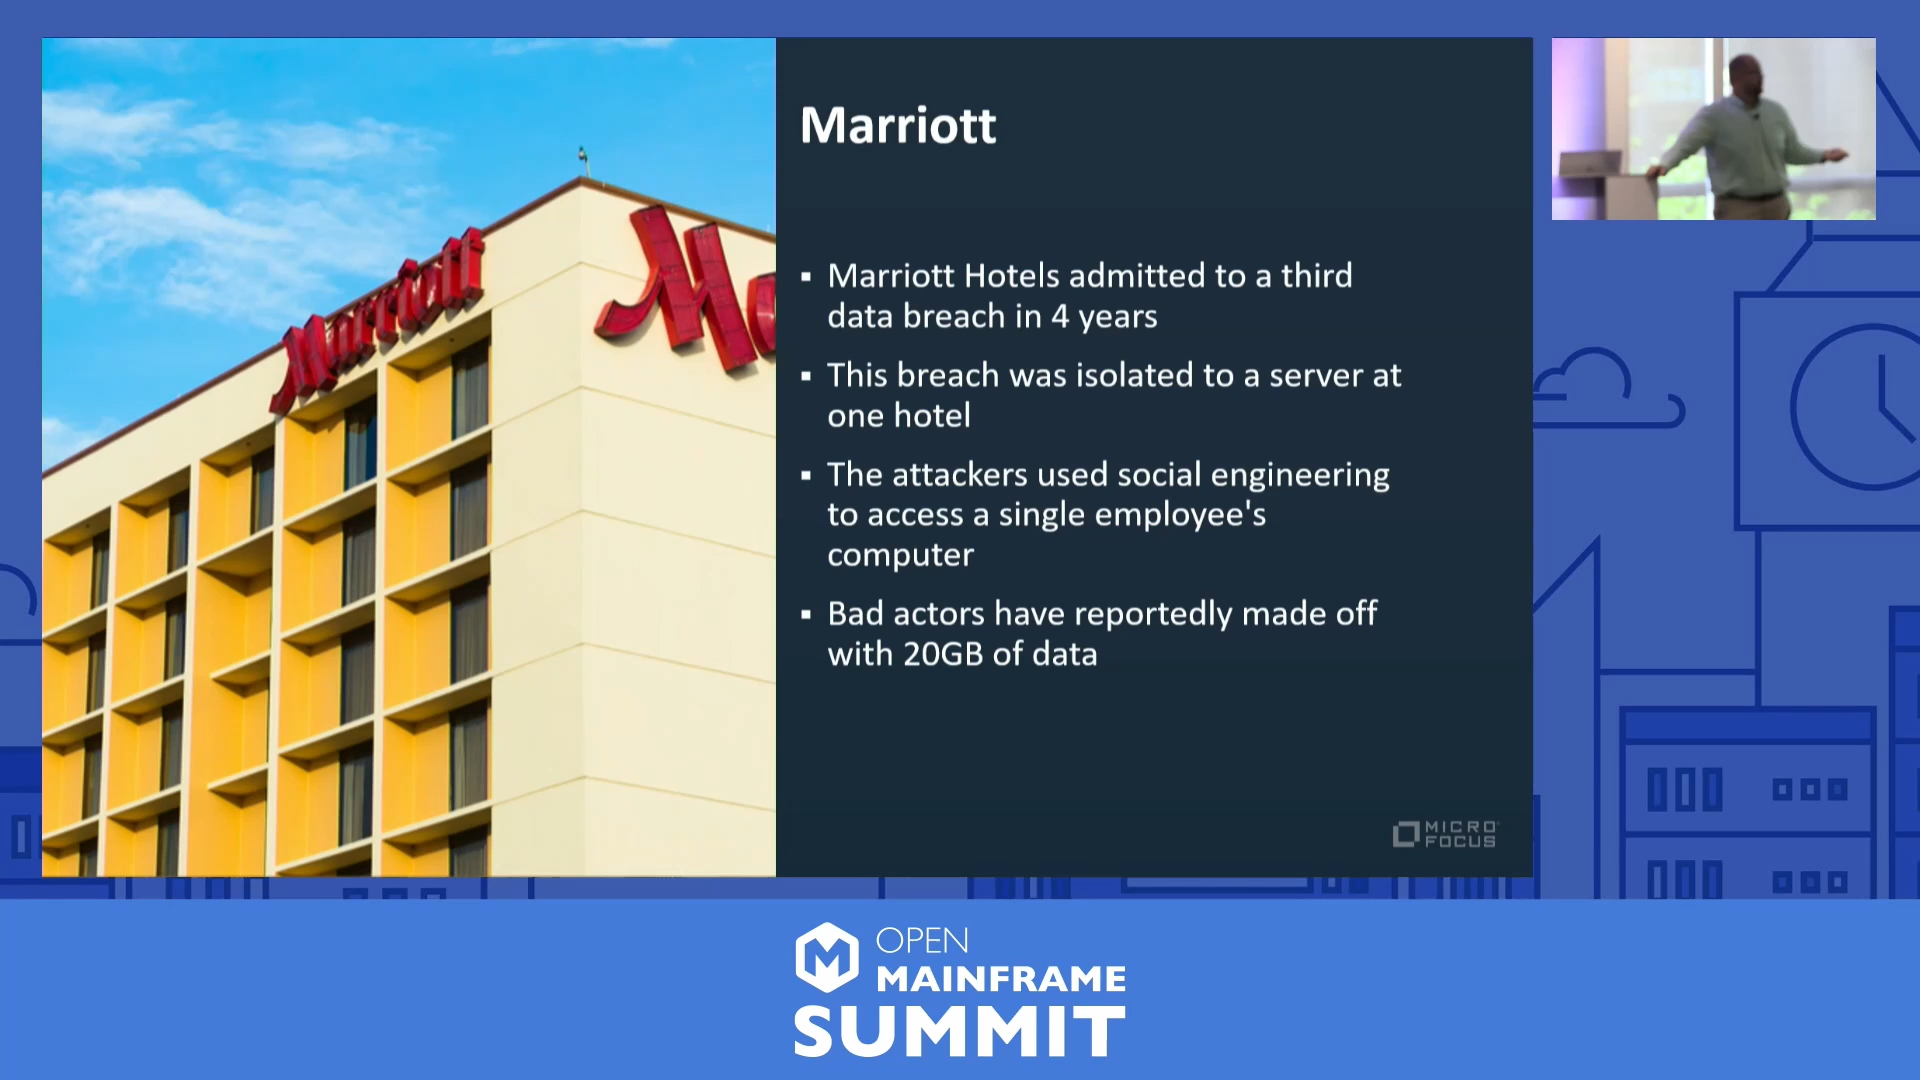 Marriott
Ma
Marriott
Marriott Hotels admitted to a third
data breach in 4 years
This breach was isolated to a server at
one hotel
The attackers used social engineering
to access a single employee's
computer
Bad actors have reportedly made off
with 20GB of data
MICRO
FOCUS
OPEN
MAINFRAME
SUMMIT